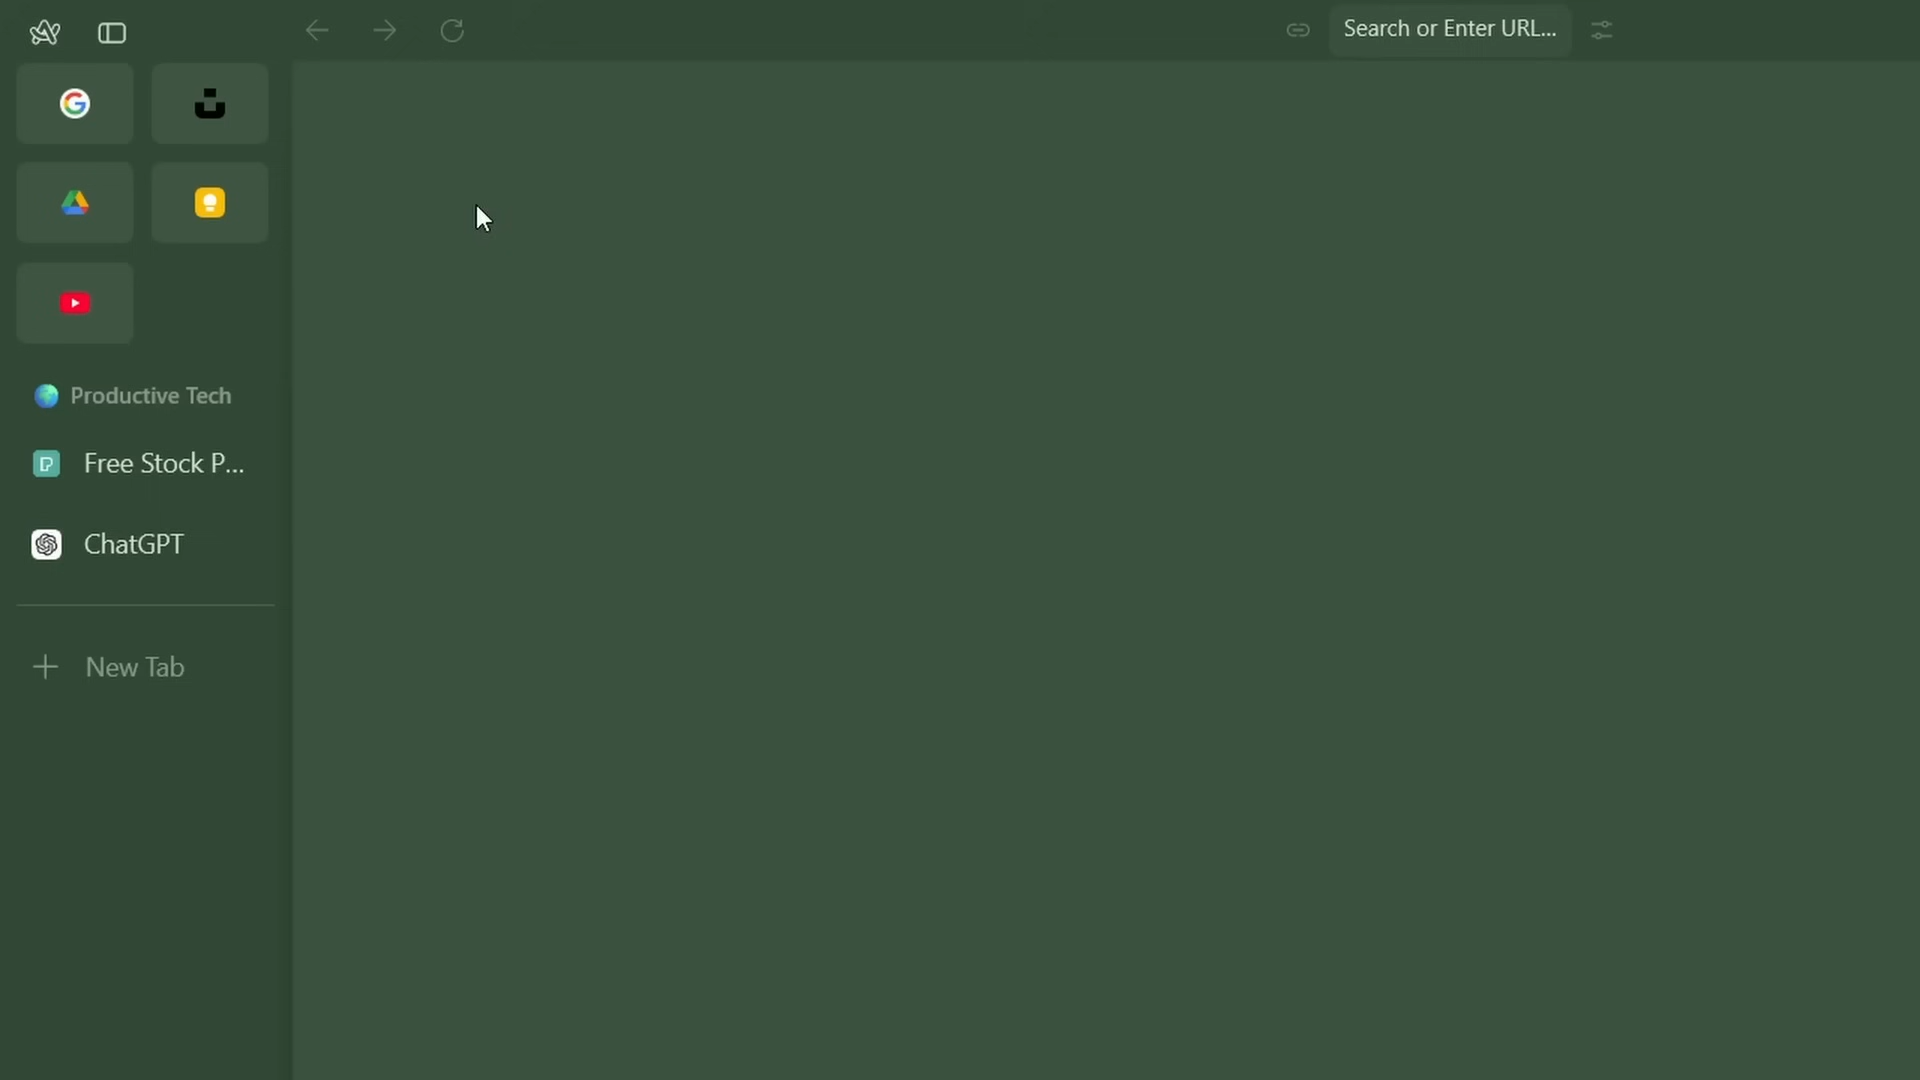 Search or Enter URL...
Productive Tech
Free Stock P...
ChatGPT
New Tab